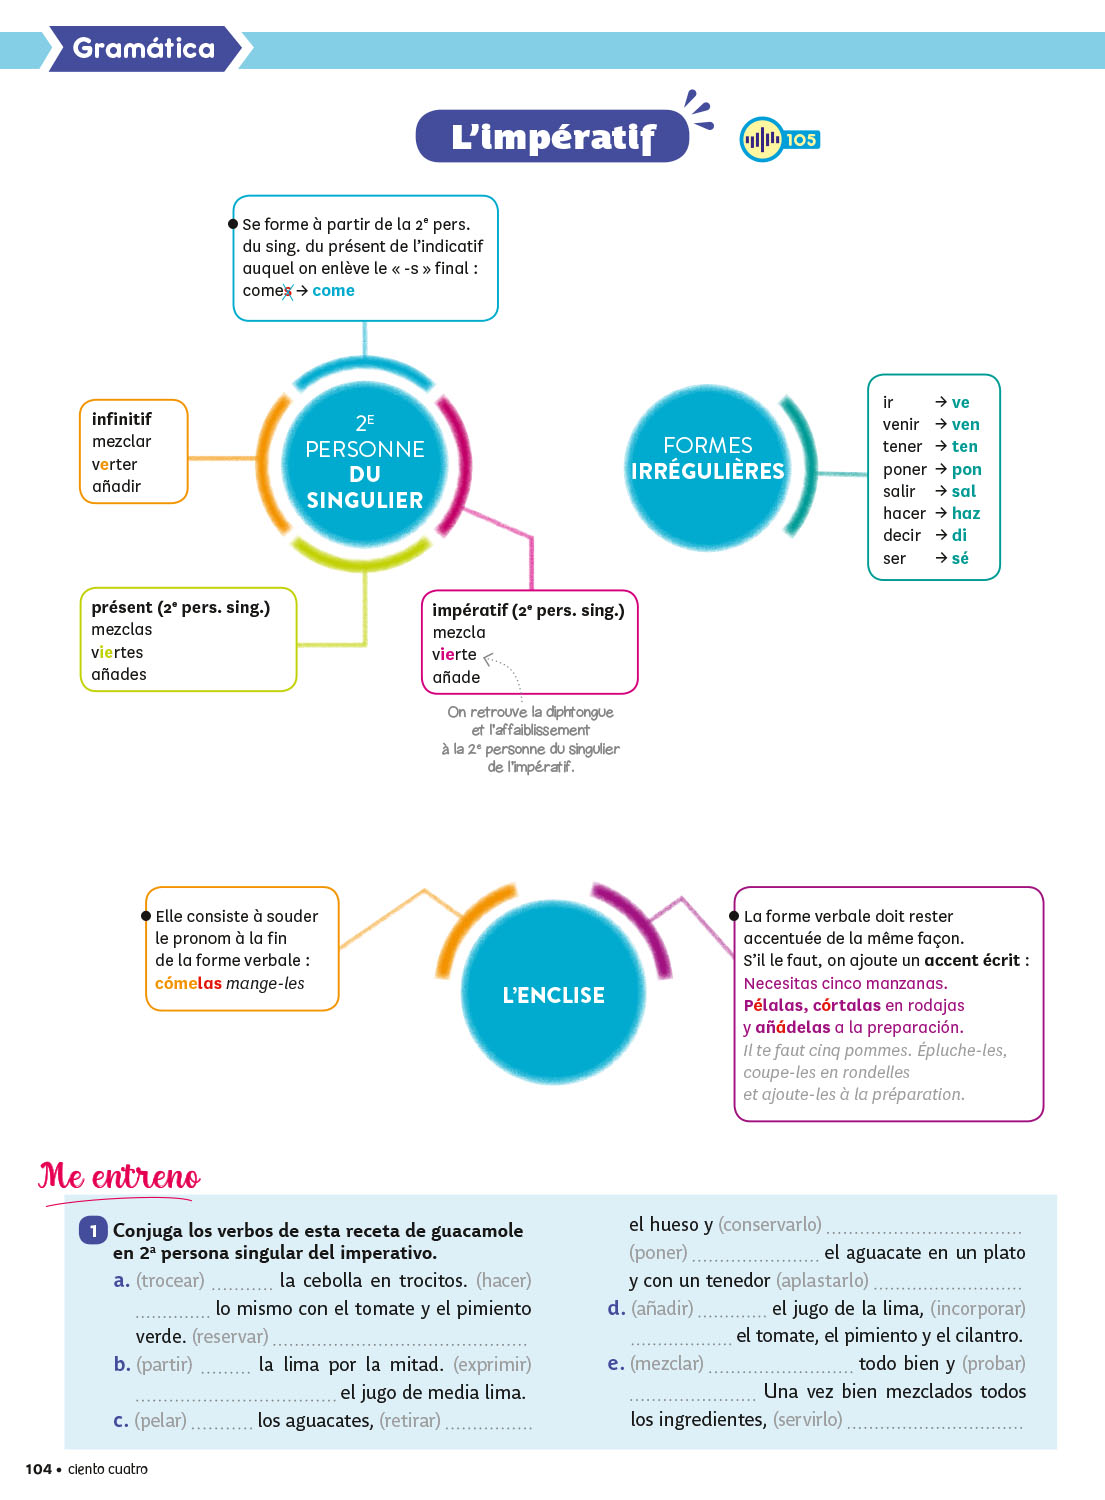 Gramática
L'impératif
105
Se forme à partir de la 2e pers.
du sing. du présent de l'indicatif
auquel on enlève le « -s » final :
comes → come
infinitif
mezclar
verter
añadir
2E
PERSONNE
DU
SINGULIER
présent (2e pers. sing.)
mezclas
viertes
añades
impératif (2e pers. sing.)
mezcla
vierte
añade
On retrouve la diphtongue
et l'affaiblissement
à la 2e personne du singulier
de l'impératif.
FORMES
IRRÉGULIÈRES
ir → ve
venir → ven
tener → ten
poner → pon
salir → sal
hacer → haz
decir → di
ser → sé
Elle consiste à souder
le pronom à la fin
de la forme verbale :
cómelas mange-les
L'ENCLISE
La forme verbale doit rester
accentuée de la même façon.
S'il le faut, on ajoute un accent écrit :
Necesitas cinco manzanas.
Pélalas, córtalas en rodajas
y añádelas a la preparación.
Il te faut cinq pommes. Épluche-les,
coupe-les en rondelles
et ajoute-les à la préparation.
Me entreno
1 Conjuga los verbos de esta receta de guacamole
en 2a persona singular del imperativo.
a. (trocear) ........... la cebolla en trocitos. (hacer)
.............. lo mismo con el tomate y el pimiento
verde. (reservar) ...............................................
b. (partir) ......... la lima por la mitad. (exprimir)
..................................... el jugo de media lima.
c. (pelar) ........... los aguacates, (retirar) ................
el hueso y (conservarlo) ....................................
(poner) ....................... el aguacate en un plato
y con un tenedor (aplastarlo) ...........................
d. (añadir) ............. el jugo de la lima, (incorporar)
................... el tomate, el pimiento y el cilantro.
e. (mezclar) .......................... todo bien y (probar)
....................... Una vez bien mezclados todos
los ingredientes, (servirlo) ................................
104 • ciento cuatro